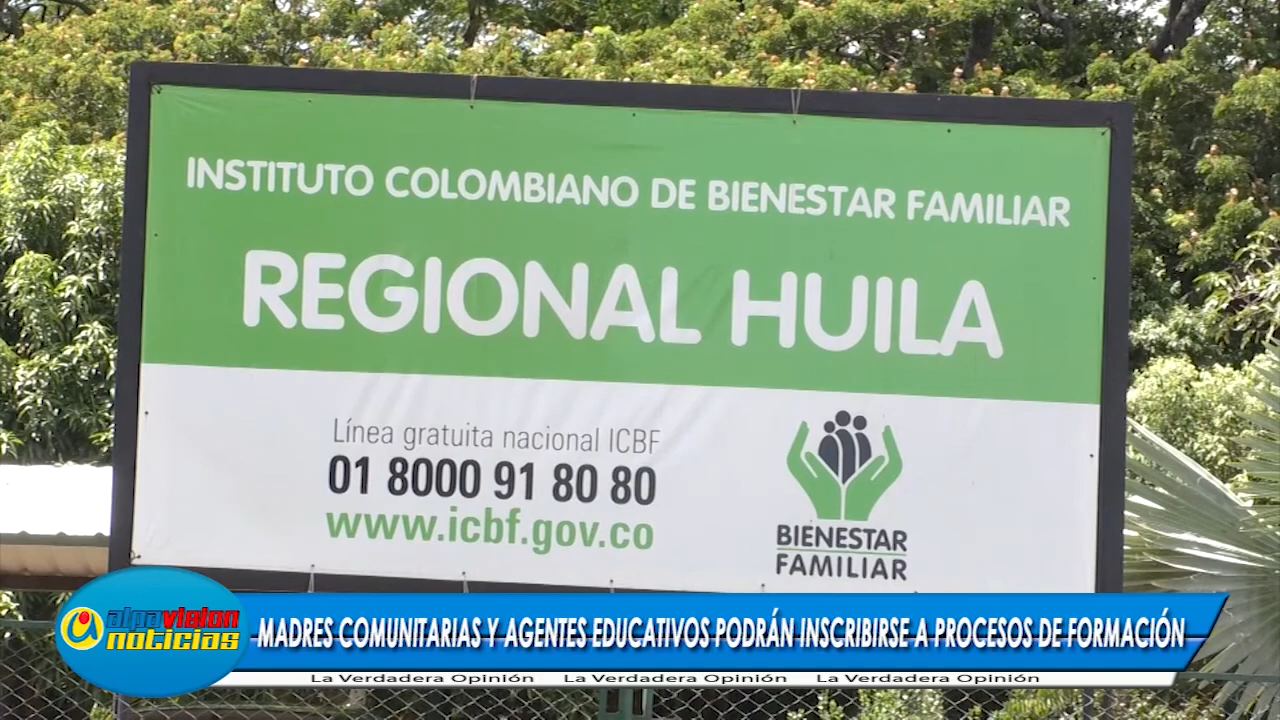 INSTITUTO COLOMBIANO DE BIENESTAR FAMILIAR
REGIONAL HUILA
Línea gratuita nacional ICBF
01 8000 91 80 80
www.icbf.gov.co
BIENESTAR
FAMILIAR
alpavision
noticias
MADRES COMUNITARIAS Y AGENTES EDUCATIVOS PODRÁN INSCRIBIRSE A PROCESOS DE FORMACIÓN
La Verdadera Opinión La Verdadera Opinión La Verdadera Opinión